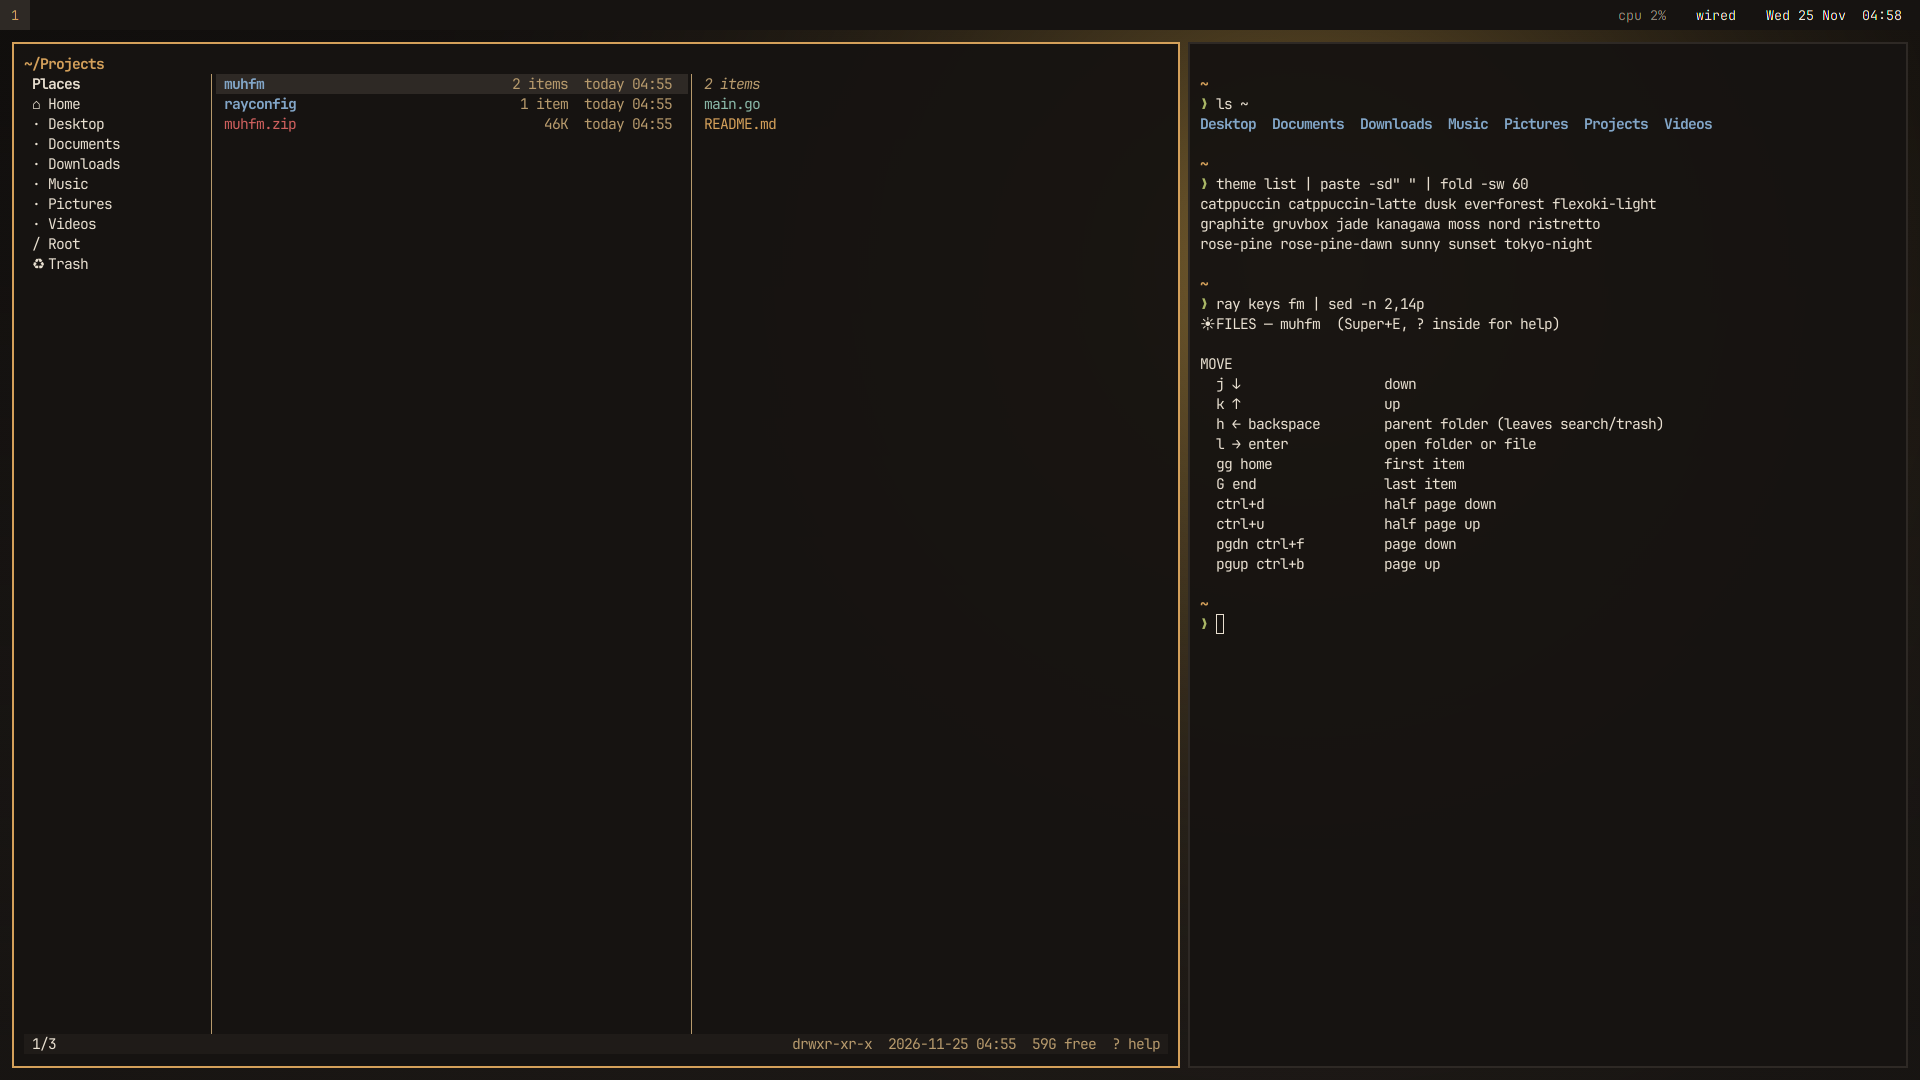 1
cpu 2% wired Wed 25 Nov 04:58
~/Projects
Places
⌂ Home
· Desktop
· Documents
· Downloads
· Music
· Pictures
· Videos
/ Root
♻ Trash
muhfm 2 items today 04:55
rayconfig 1 item today 04:55
muhfm.zip 46K today 04:55
2 items
main.go
README.md
1/3 drwxr-xr-x 2026-11-25 04:55 59G free ? help
~
❯ ls ~
Desktop Documents Downloads Music Pictures Projects Videos
~
❯ theme list | paste -sd" " | fold -sw 60
catppuccin catppuccin-latte dusk everforest flexoki-light
graphite gruvbox jade kanagawa moss nord ristretto
rose-pine rose-pine-dawn sunny sunset tokyo-night
~
❯ ray keys fm | sed -n 2,14p
☀FILES — muhfm (Super+E, ? inside for help)
MOVE
j ↓ down
k ↑ up
h ← backspace parent folder (leaves search/trash)
l → enter open folder or file
gg home first item
G end last item
ctrl+d half page down
ctrl+u half page up
pgdn ctrl+f page down
pgup ctrl+b page up
~
❯